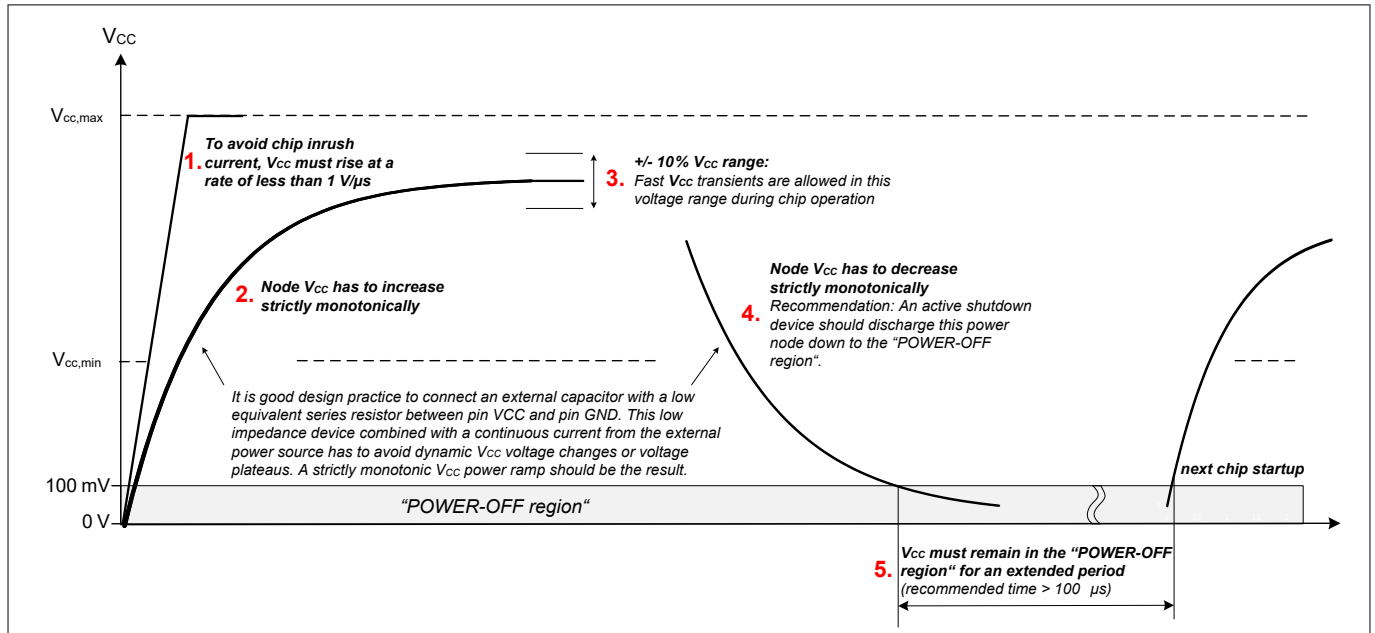 VCC
Vcc,max
1.
To avoid chip inrush
current, VCC must rise at a
rate of less than 1 V/µs
3.
+/- 10% VCC range:
Fast VCC transients are allowed in this
voltage range during chip operation
2.
Node VCC has to increase
strictly monotonically
4.
Node VCC has to decrease
strictly monotonically
Recommendation: An active shutdown
device should discharge this power
node down to the “POWER-OFF
region“.
Vcc,min
It is good design practice to connect an external capacitor with a low
equivalent series resistor between pin VCC and pin GND. This low
impedance device combined with a continuous current from the external
power source has to avoid dynamic VCC voltage changes or voltage
plateaus. A strictly monotonic VCC power ramp should be the result.
next chip startup
100 mV
“POWER-OFF region“
0 V
5.
VCC must remain in the “POWER-OFF
region“ for an extended period
(recommended time > 100 µs)